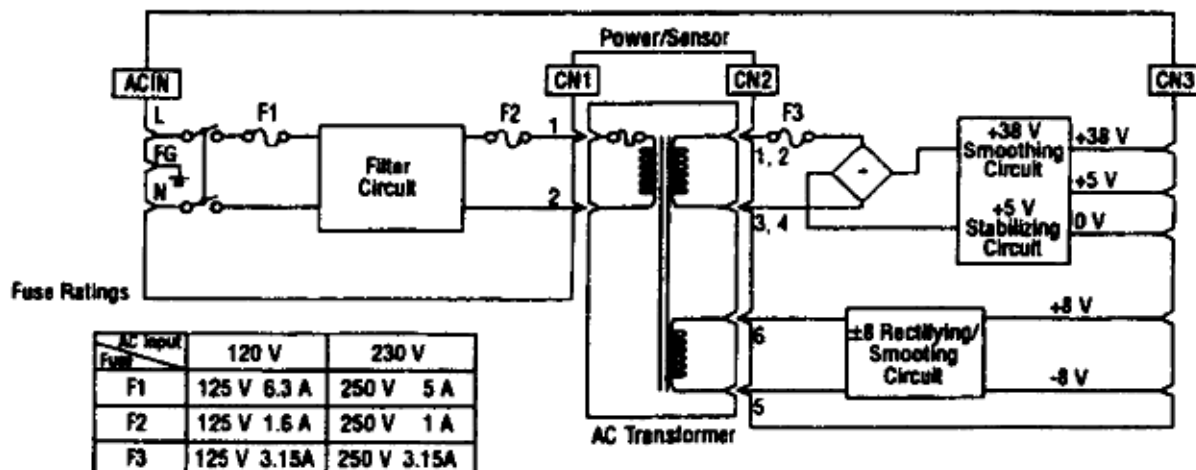 Power/Sensor
ACIN
CN1
CN2
CN3
L
F1
F2
1
F3
FG
N
Filter
Circuit
2
1, 2
3, 4
+38 V
Smoothing
Circuit
+5 V
Stabilizing
Circuit
+38 V
+5 V
0 V
6
5
±8 Rectifying/
Smooting
Circuit
+8 V
-8 V
AC Transformer
Fuse Ratings
AC Input
Fuse
120 V
230 V
F1
125 V 6.3 A
250 V 5 A
F2
125 V 1.6 A
250 V 1 A
F3
125 V 3.15A
250 V 3.15A